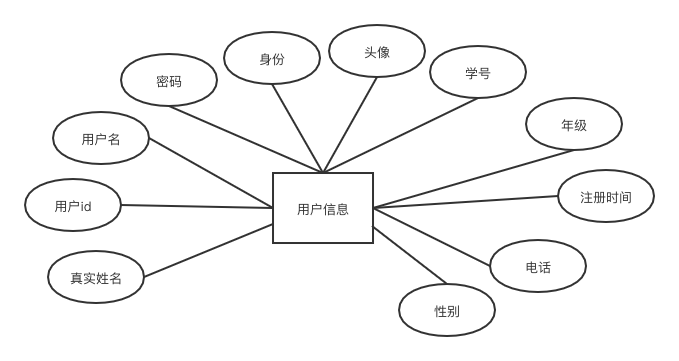 头像
身份
学号
密码
年级
用户名
注册时间
用户id
用户信息
电话
真实姓名
性别